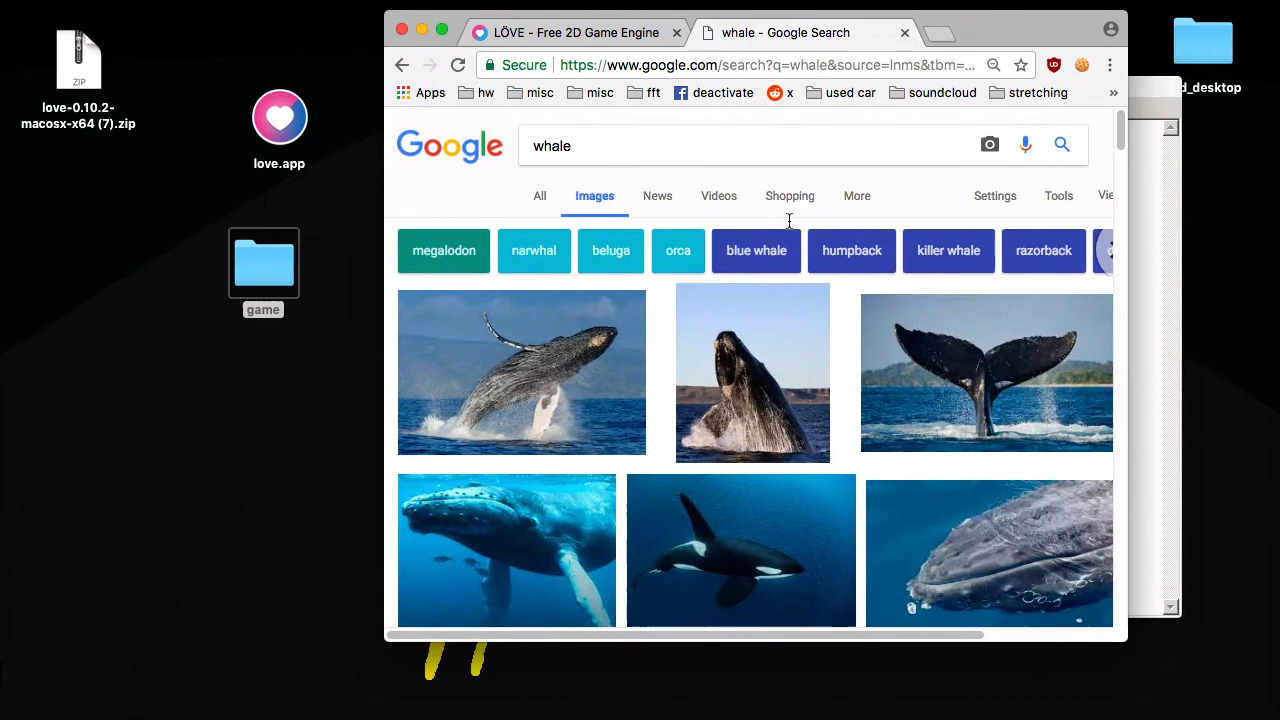 LÖVE - Free 2D Game Engine
whale - Google Search
Secure
https://www.google.com/search?q=whale&source=lnms&tbm=...
Apps
hw
misc
misc
fft
deactivate
x
used car
soundcloud
stretching
»
Google
whale
All
Images
News
Videos
Shopping
More
Settings
Tools
megalodon
narwhal
beluga
orca
blue whale
humpback
killer whale
razorback
ZIP
love-0.10.2-
macosx-x64 (7).zip
love.app
game
d_desktop